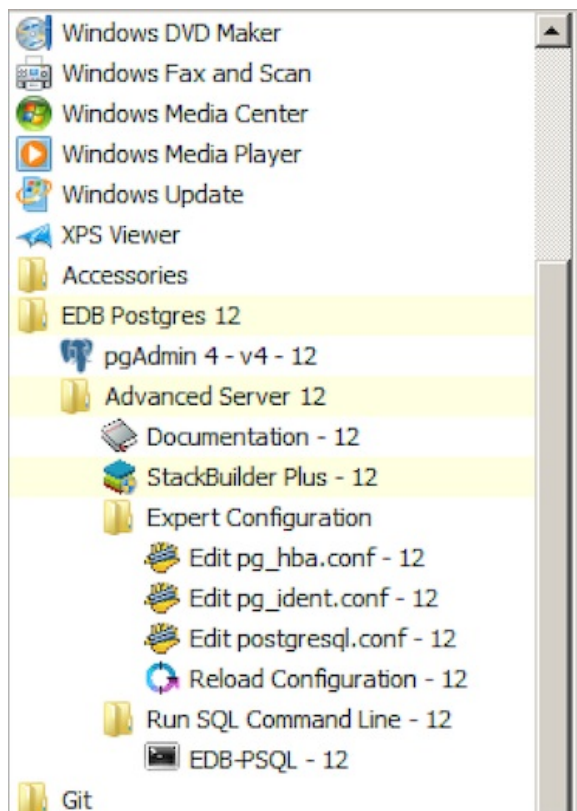 Windows DVD Maker
Windows Fax and Scan
Windows Media Center
Windows Media Player
Windows Update
XPS Viewer
Accessories
EDB Postgres 12
pgAdmin 4 - v4 - 12
Advanced Server 12
Documentation - 12
StackBuilder Plus - 12
Expert Configuration
Edit pg_hba.conf - 12
Edit pg_ident.conf - 12
Edit postgresql.conf - 12
Reload Configuration - 12
Run SQL Command Line - 12
EDB-PSQL - 12
Git